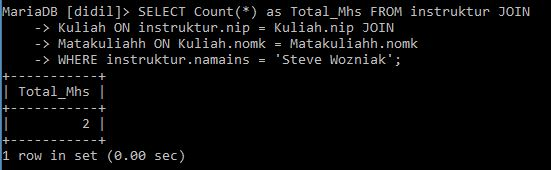 MariaDB [didil]> SELECT Count(*) as Total_Mhs FROM instruktur JOIN
    -> Kuliah ON instruktur.nip = Kuliah.nip JOIN
    -> Matakuliahh ON Kuliah.nomk = Matakuliahh.nomk
    -> WHERE instruktur.namains = 'Steve Wozniak';
+-----------+
| Total_Mhs |
+-----------+
|         2 |
+-----------+
1 row in set (0.00 sec)